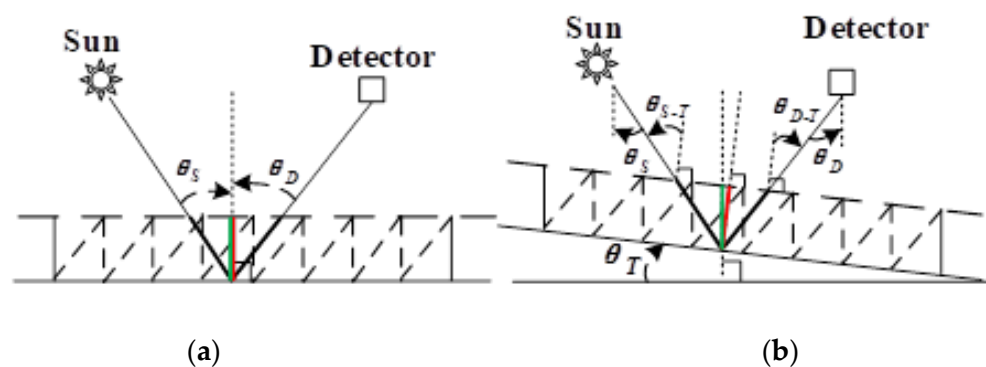 Sun
Detector
θS
θD
(a)
Sun
Detector
θS-T
θD-T
θS
θD
θT
(b)